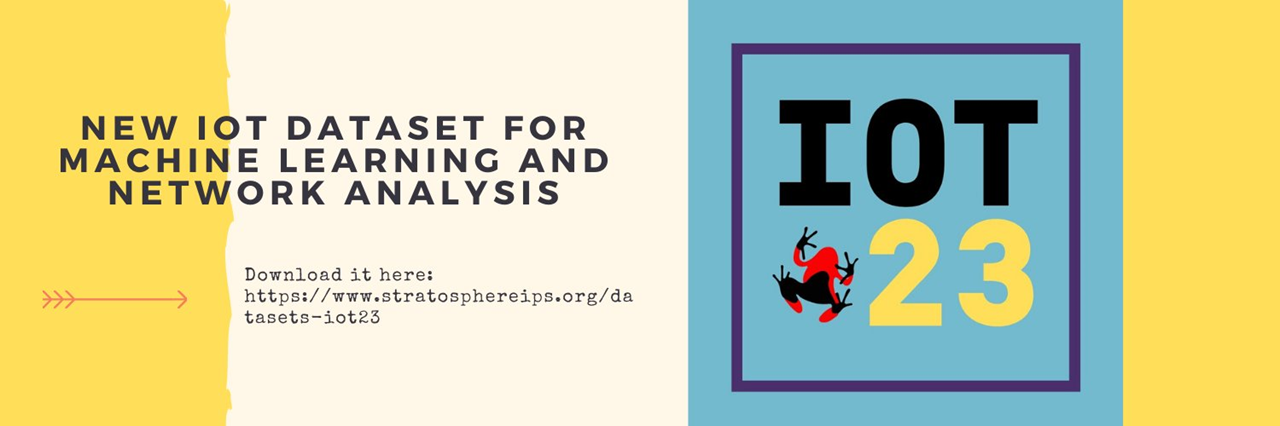 NEW IOT DATASET FOR
MACHINE LEARNING AND
NETWORK ANALYSIS
Download it here:
https://www.stratosphereips.org/da
tasets-iot23
IOT
23